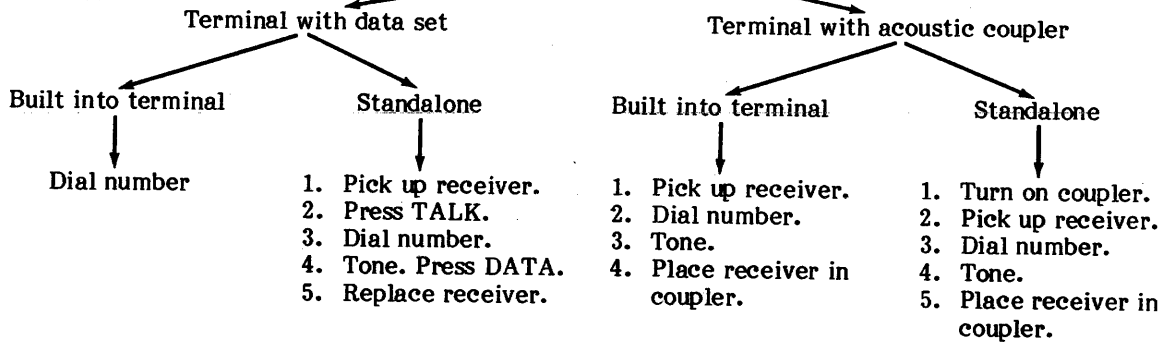 Terminal with data set
Terminal with acoustic coupler
Built into terminal
Standalone
Built into terminal
Standalone
Dial number
1. Pick up receiver.
2. Press TALK.
3. Dial number.
4. Tone. Press DATA.
5. Replace receiver.
1. Pick up receiver.
2. Dial number.
3. Tone.
4. Place receiver in
coupler.
1. Turn on coupler.
2. Pick up receiver.
3. Dial number.
4. Tone.
5. Place receiver in
coupler.